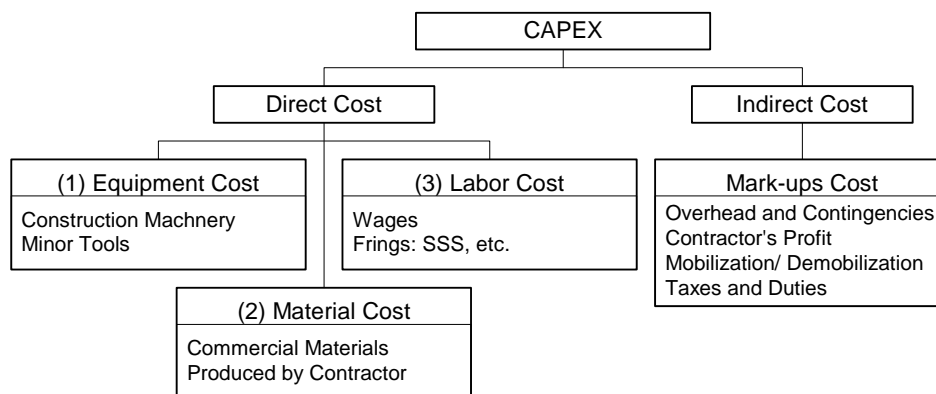 CAPEX
Direct Cost
Indirect Cost
(1) Equipment Cost
Construction Machnery
Minor Tools
(3) Labor Cost
Wages
Frings: SSS, etc.
Mark-ups Cost
Overhead and Contingencies
Contractor's Profit
Mobilization/ Demobilization
Taxes and Duties
(2) Material Cost
Commercial Materials
Produced by Contractor